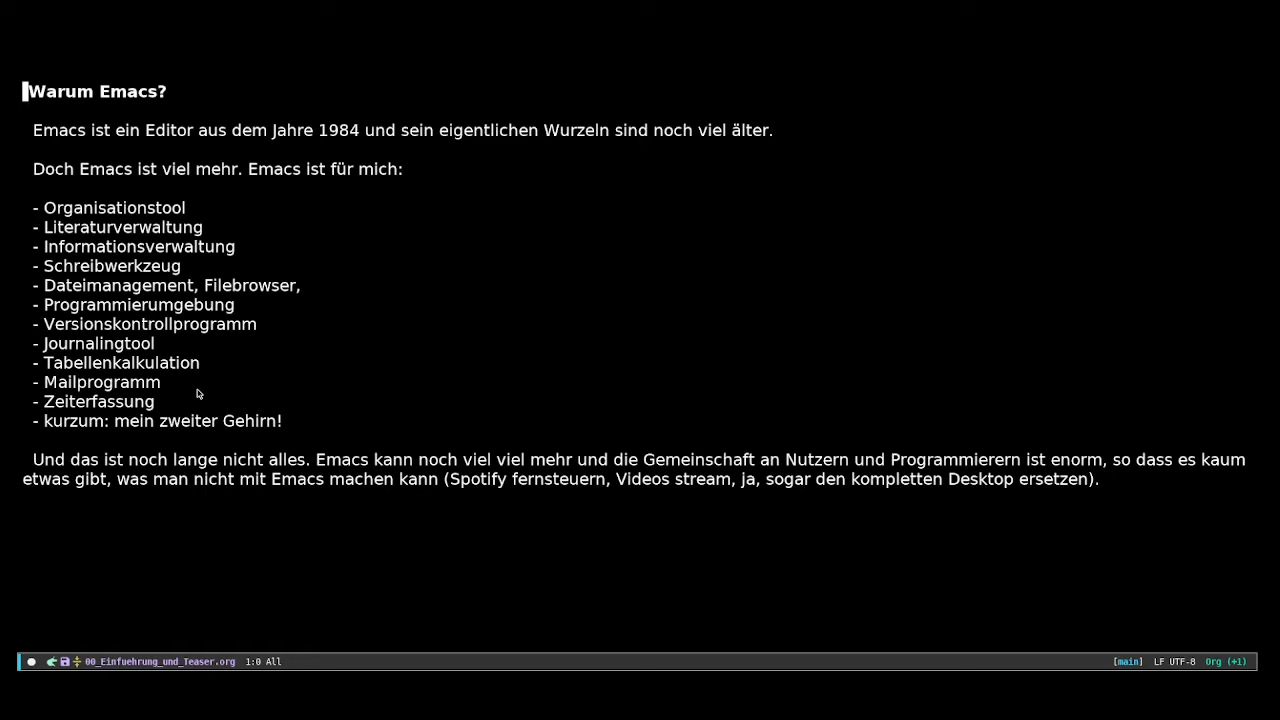 Warum Emacs?
Emacs ist ein Editor aus dem Jahre 1984 und sein eigentlichen Wurzeln sind noch viel älter.
Doch Emacs ist viel mehr. Emacs ist für mich:
- Organisationstool
- Literaturverwaltung
- Informationsverwaltung
- Schreibwerkzeug
- Dateimanagement, Filebrowser,
- Programmierumgebung
- Versionskontrollprogramm
- Journalingtool
- Tabellenkalkulation
- Mailprogramm
- Zeiterfassung
- kurzum: mein zweiter Gehirn!
Und das ist noch lange nicht alles. Emacs kann noch viel viel mehr und die Gemeinschaft an Nutzern und Programmierern ist enorm, so dass es kaum
etwas gibt, was man nicht mit Emacs machen kann (Spotify fernsteuern, Videos stream, ja, sogar den kompletten Desktop ersetzen).
00_Einfuehrung_und_Teaser.org 1:0 All [main] LF UTF-8 Org (+1)